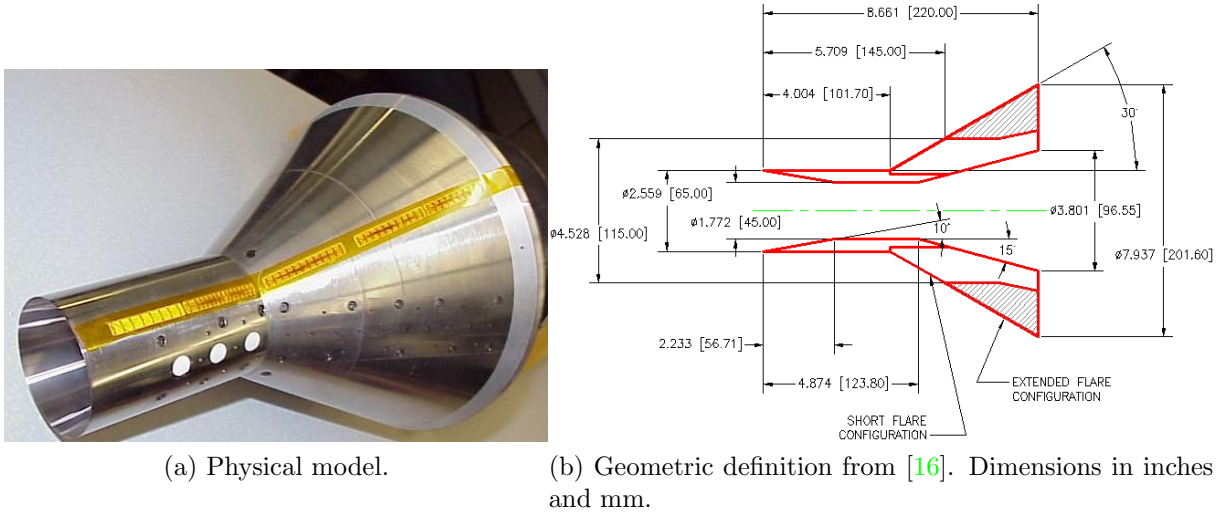 8.661 [220.00]
5.709 [145.00]
4.004 [101.70]
30°
ø2.559 [65.00]
ø1.772 [45.00]
ø3.801 [96.55]
ø4.528 [115.00]
10°
15°
ø7.937 [201.60]
2.233 [56.71]
4.874 [123.80]
EXTENDED FLARE
CONFIGURATION
SHORT FLARE
CONFIGURATION
(a) Physical model.
(b) Geometric definition from [16]. Dimensions in inches
and mm.